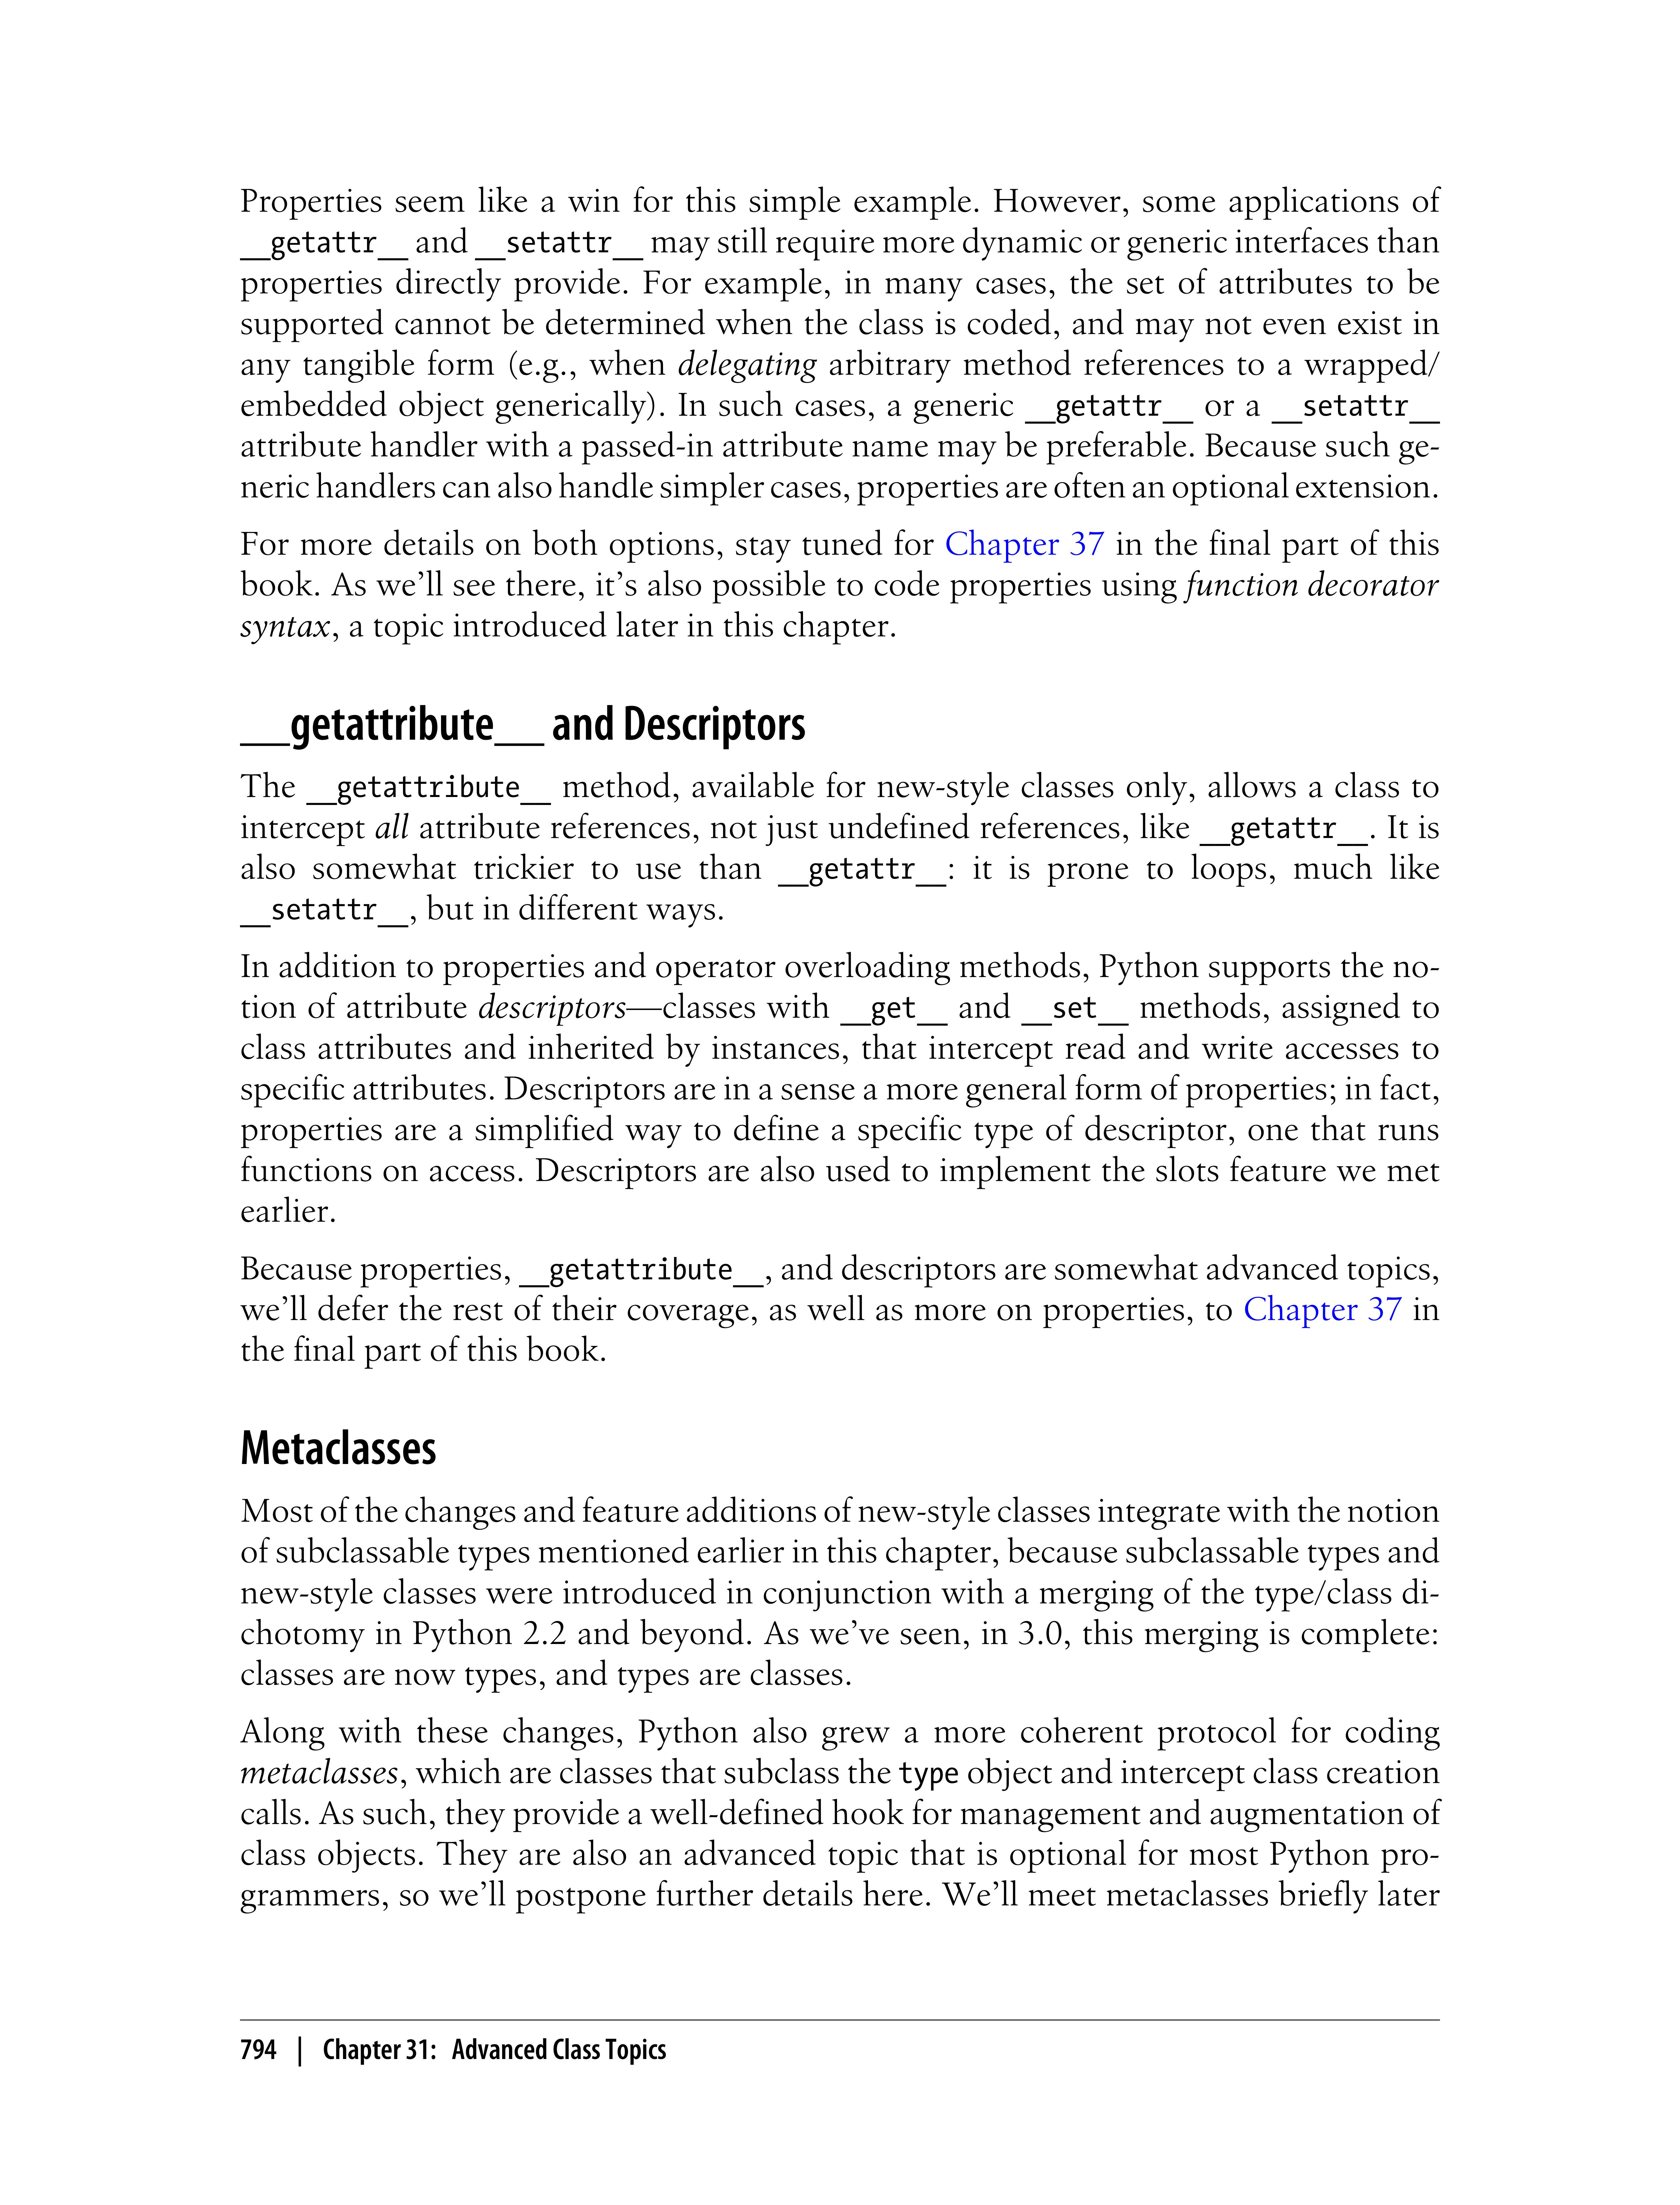 Properties seem like a win for this simple example. However, some applications of
__getattr__ and __setattr__ may still require more dynamic or generic interfaces than
properties directly provide. For example, in many cases, the set of attributes to be
supported cannot be determined when the class is coded, and may not even exist in
any tangible form (e.g., when delegating arbitrary method references to a wrapped/
embedded object generically). In such cases, a generic __getattr__ or a __setattr__
attribute handler with a passed-in attribute name may be preferable. Because such ge-
neric handlers can also handle simpler cases, properties are often an optional extension.
For more details on both options, stay tuned for Chapter 37 in the final part of this
book. As we’ll see there, it’s also possible to code properties using function decorator
syntax, a topic introduced later in this chapter.
__getattribute__ and Descriptors
The __getattribute__ method, available for new-style classes only, allows a class to
intercept all attribute references, not just undefined references, like __getattr__. It is
also somewhat trickier to use than __getattr__: it is prone to loops, much like
__setattr__, but in different ways.
In addition to properties and operator overloading methods, Python supports the no-
tion of attribute descriptors—classes with __get__ and __set__ methods, assigned to
class attributes and inherited by instances, that intercept read and write accesses to
specific attributes. Descriptors are in a sense a more general form of properties; in fact,
properties are a simplified way to define a specific type of descriptor, one that runs
functions on access. Descriptors are also used to implement the slots feature we met
earlier.
Because properties, __getattribute__, and descriptors are somewhat advanced topics,
we’ll defer the rest of their coverage, as well as more on properties, to Chapter 37 in
the final part of this book.
Metaclasses
Most of the changes and feature additions of new-style classes integrate with the notion
of subclassable types mentioned earlier in this chapter, because subclassable types and
new-style classes were introduced in conjunction with a merging of the type/class di-
chotomy in Python 2.2 and beyond. As we’ve seen, in 3.0, this merging is complete:
classes are now types, and types are classes.
Along with these changes, Python also grew a more coherent protocol for coding
metaclasses, which are classes that subclass the type object and intercept class creation
calls. As such, they provide a well-defined hook for management and augmentation of
class objects. They are also an advanced topic that is optional for most Python pro-
grammers, so we’ll postpone further details here. We’ll meet metaclasses briefly later
794 | Chapter 31: Advanced Class Topics